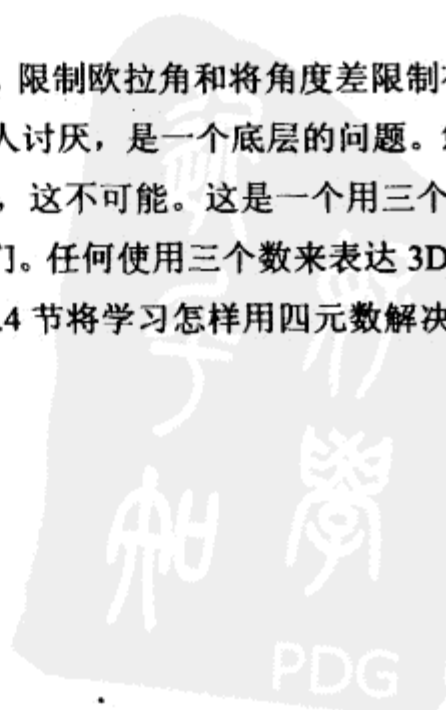 限制欧拉角和将角度差限制
人讨厌，是一个底层的问题。
，这不可能。这是一个用三个
们。任何使用三个数来表达 3D
.4 节将学习怎样用四元数解决
知
學
PDG